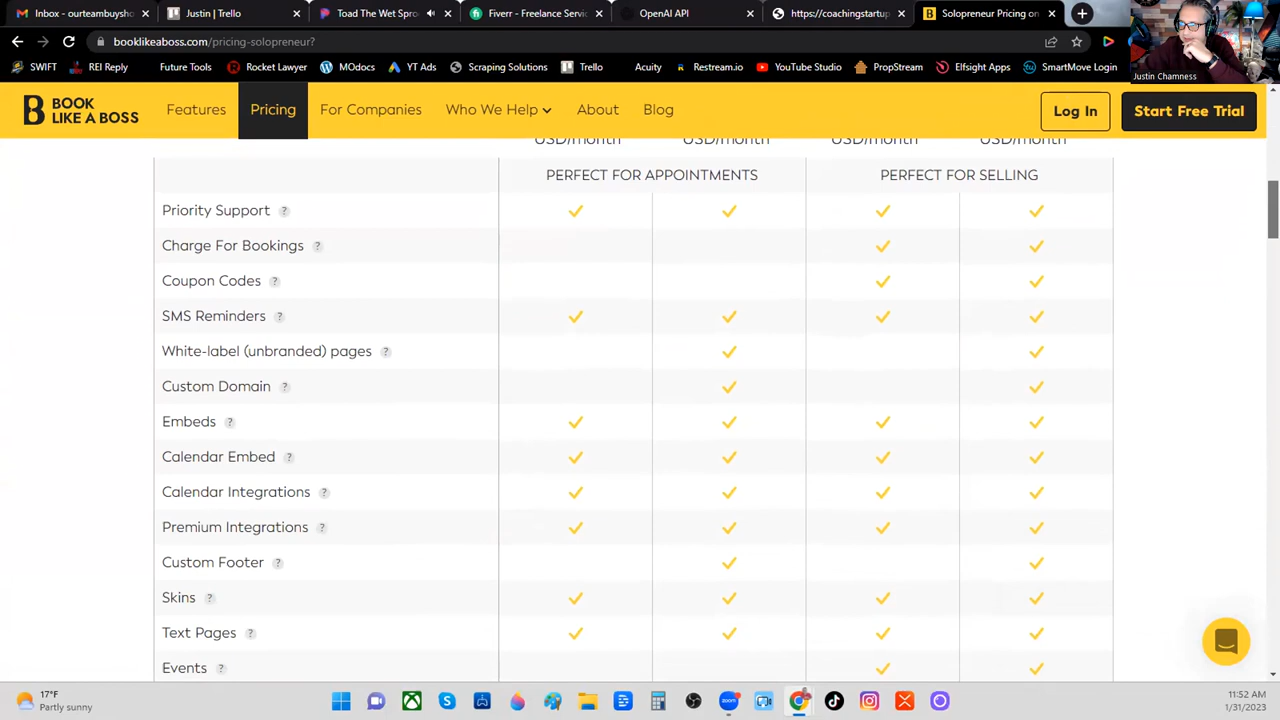 Inbox - ourteambuysho
Justin | Trello
Toad The Wet Spro
Fiverr - Freelance Servic
OpenAI API
https://coachingstartup
Solopreneur Pricing on
booklikeaboss.com/pricing-solopreneur?
Justin Chamness
SWIFT
REI Reply
Future Tools
Rocket Lawyer
MOdocs
YT Ads
Scraping Solutions
Trello
Acuity
Restream.io
YouTube Studio
PropStream
Elfsight Apps
SmartMove Login
BOOK
LIKE A BOSS
Features
Pricing
For Companies
Who We Help
About
Blog
Log In
Start Free Trial
USD/month USD/month USD/month USD/month
PERFECT FOR APPOINTMENTS PERFECT FOR SELLING
Priority Support ?
Charge For Bookings ?
Coupon Codes ?
SMS Reminders ?
White-label (unbranded) pages ?
Custom Domain ?
Embeds ?
Calendar Embed ?
Calendar Integrations ?
Premium Integrations ?
Custom Footer ?
Skins ?
Text Pages ?
Events ?
17°F
Partly sunny
zoom
11:52 AM
1/31/2023